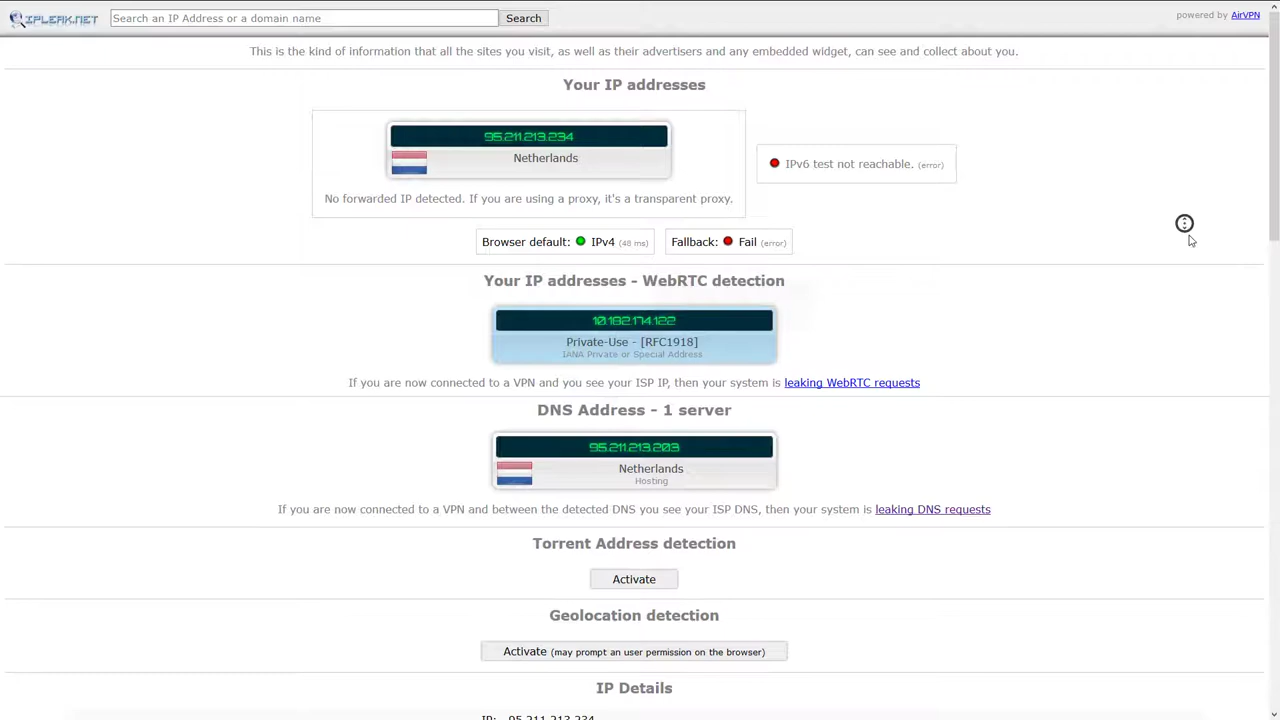 IPLEAK.NET
Search an IP Address or a domain name
Search
powered by AirVPN
This is the kind of information that all the sites you visit, as well as their advertisers and any embedded widget, can see and collect about you.
Your IP addresses
95.211.213.234
Netherlands
No forwarded IP detected. If you are using a proxy, it's a transparent proxy.
IPv6 test not reachable. (error)
Browser default: IPv4 (48 ms)
Fallback: Fail (error)
Your IP addresses - WebRTC detection
10.182.174.122
Private-Use - [RFC1918]
IANA Private or Special Address
If you are now connected to a VPN and you see your ISP IP, then your system is leaking WebRTC requests
DNS Address - 1 server
95.211.213.203
Netherlands
Hosting
If you are now connected to a VPN and between the detected DNS you see your ISP DNS, then your system is leaking DNS requests
Torrent Address detection
Activate
Geolocation detection
Activate (may prompt an user permission on the browser)
IP Details
IP: 95.211.213.234